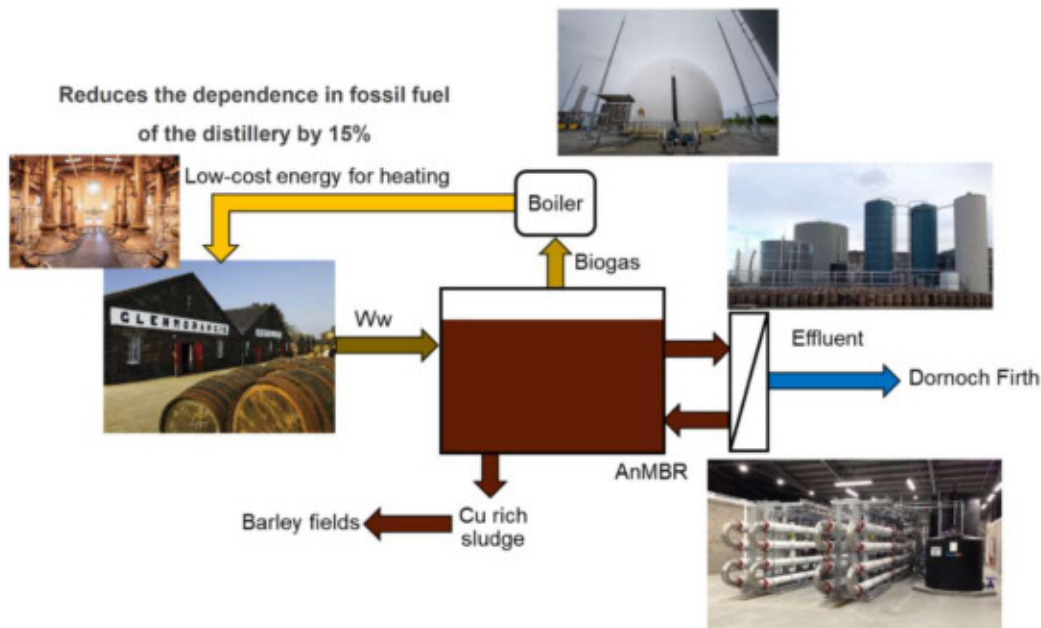 Reduces the dependence in fossil fuel
of the distillery by 15%
Low-cost energy for heating
Boiler
Biogas
GLENMORANGIE
Ww
Effluent
Dornoch Firth
AnMBR
Cu rich
sludge
Barley fields